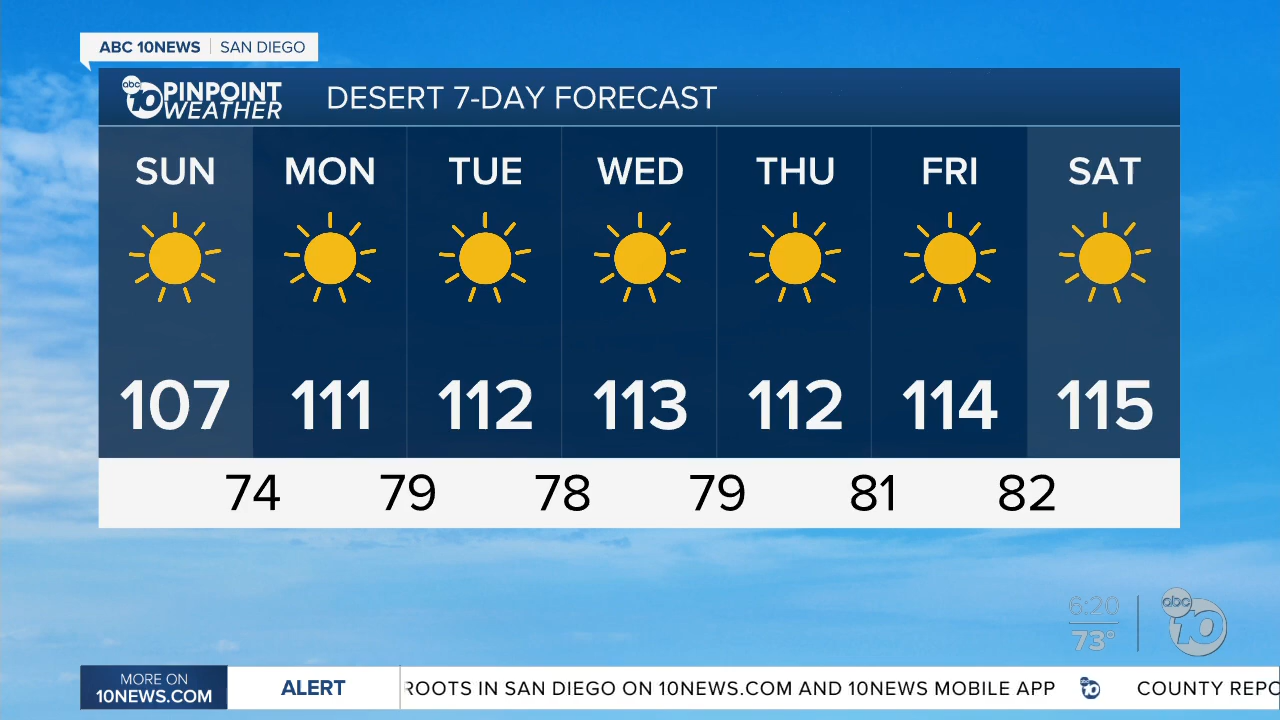 ABC 10NEWS | SAN DIEGO
abc 10 PINPOINT WEATHER
DESERT 7-DAY FORECAST
SUN MON TUE WED THU FRI SAT
107 111 112 113 112 114 115
74 79 78 79 81 82
6:20
73°
abc 10
MORE ON
10NEWS.COM
ALERT
ROOTS IN SAN DIEGO ON 10NEWS.COM AND 10NEWS MOBILE APP abc 10 COUNTY REPO